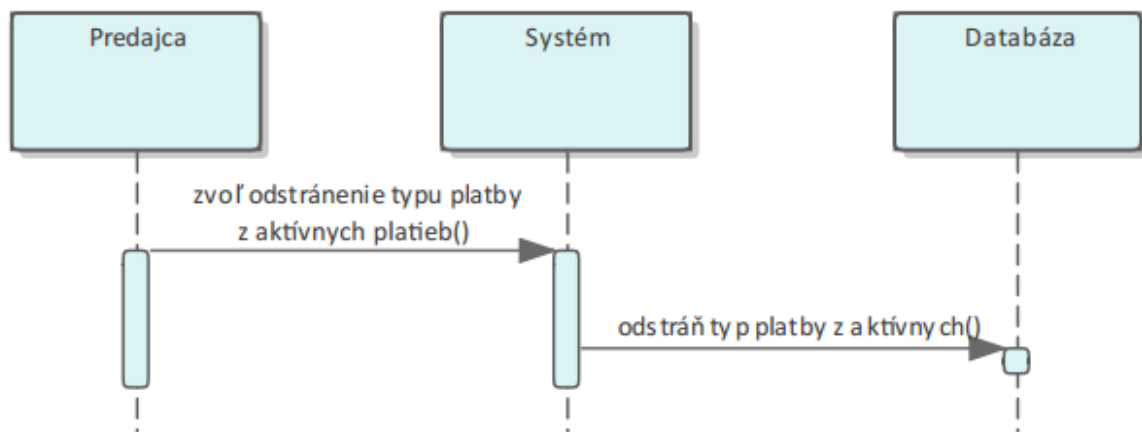 Predajca
Systém
Databáza
zvoľ odstránenie typu platby
z aktívnych platieb()
odstráň typ platby z aktívnych()